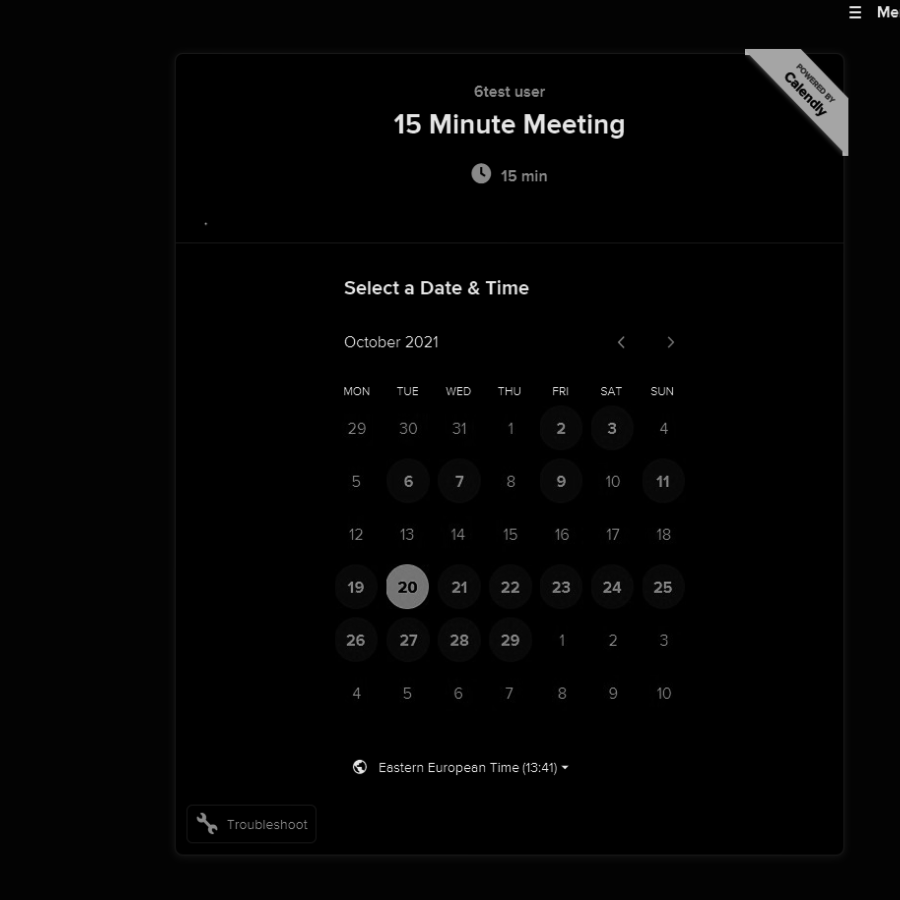 Me
POWERED BY
Calendly
6test user
15 Minute Meeting
15 min
Select a Date & Time
October 2021
MON TUE WED THU FRI SAT SUN
29 30 31 1 2 3 4
5 6 7 8 9 10 11
12 13 14 15 16 17 18
19 20 21 22 23 24 25
26 27 28 29 1 2 3
4 5 6 7 8 9 10
Eastern European Time (13:41)
Troubleshoot